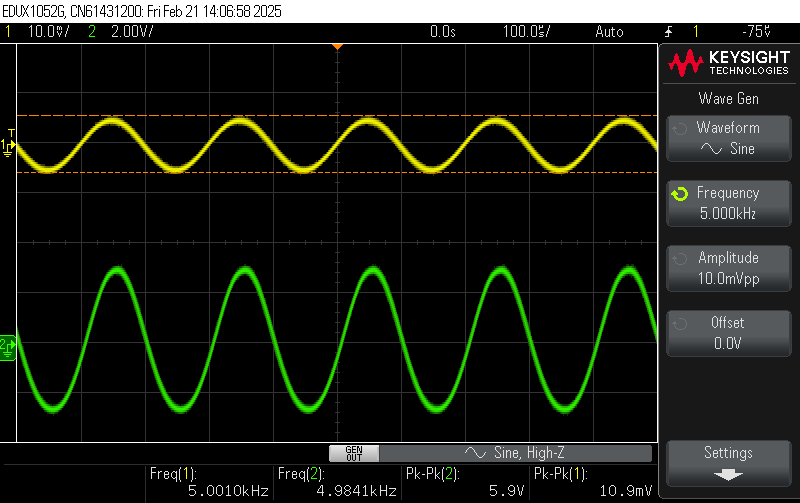 EDUX1052G, CN61431200: Fri Feb 21 14:06:58 2025
1 10.0mV/ 2 2.00V/ 0.0s 100.0us/ Auto 1 -75uV
KEYSIGHT
TECHNOLOGIES
Wave Gen
Waveform
Sine
Frequency
5.000kHz
Amplitude
10.0mVpp
Offset
0.0V
Settings
T
1
2
GEN
OUT
Sine, High-Z
Freq(1): Freq(2): Pk-Pk(2): Pk-Pk(1):
5.0010kHz 4.9841kHz 5.9V 10.9mV